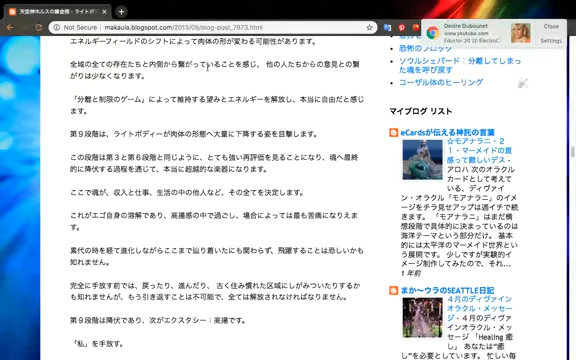 天空神ホルスの錬金術・ライトボデ
Not Secure | makaula.blogspot.com/2013/08/blog-post_7873.html
Desire Dubounet
www.youtube.com
Close
Settings
エネルギーフィールドのシフトによって肉体の形が変わる可能性があります。
全域の全ての存在たちと内側から繋がっていることを感じ、 他の人たちからの意見との繋
がりは少なくなります。
「分離と制限のゲーム」によって維持する望みとエネルギーを解放し、本当に自由だと感じ
ます。
第９段階は、ライトボディーが肉体の形態へ大量に下降する姿を目撃します。
この段階は第３と第６段階と同じように、とても強い再評価を見ることになり、魂へ最終
的に降伏する過程を通じて、本当に超越的な楽器になります。
ここで魂が、収入と仕事、生活の中の他人など、その全てを決定します。
これがエゴ自身の溶解であり、高揚感の中で過ごし、場合によっては最も苦痛になりえま
す。
累代の時を経て進化しながらここまで辿り着いたにも関わらず、飛躍することは恐しいかも
知れません。
完全に手放す前では、戻ったり、進んだり、 古く住み慣れた区域にしがみついたりするか
も知れませんが、もう引き返すことは不可能で、全ては解放されなければなりません。
第９段階は降伏であり、次がエクスタシー：高揚です。
「私」を手放す。
恐怖のブロック
ソウルシェパード：分離してしまっ
た魂を呼び戻す
コーザル体のヒーリング
マイブログ リスト
eCardsが伝える神託の言葉
☆モアナラニ・２
１・マーメイドの質
感って難しいデス -
アロハ 次のオラクル
カードとして考えて
いる、ディヴァイ
ン・オラクル「モアナラニ」のイメ
ージをチラ見せアップは週イチで続
きます。 「モアナラニ」はまだ構
想段階で具体的に決まっているのは
海洋テーマという部分だけ。 基本
的には太平洋のマーメイド世界とい
う展開です。 少しですが実験的イ
メージ制作してみたので、それ...
1 年前
まか～ウラのSEATTLE日記
４月のディヴァイン
オラクル・メッセー
ジ - ４月のディヴァ
インオラクル・メッ
セージ 「Healing 癒
し」 あなたは"癒
し"を必要としています。 忙しい毎